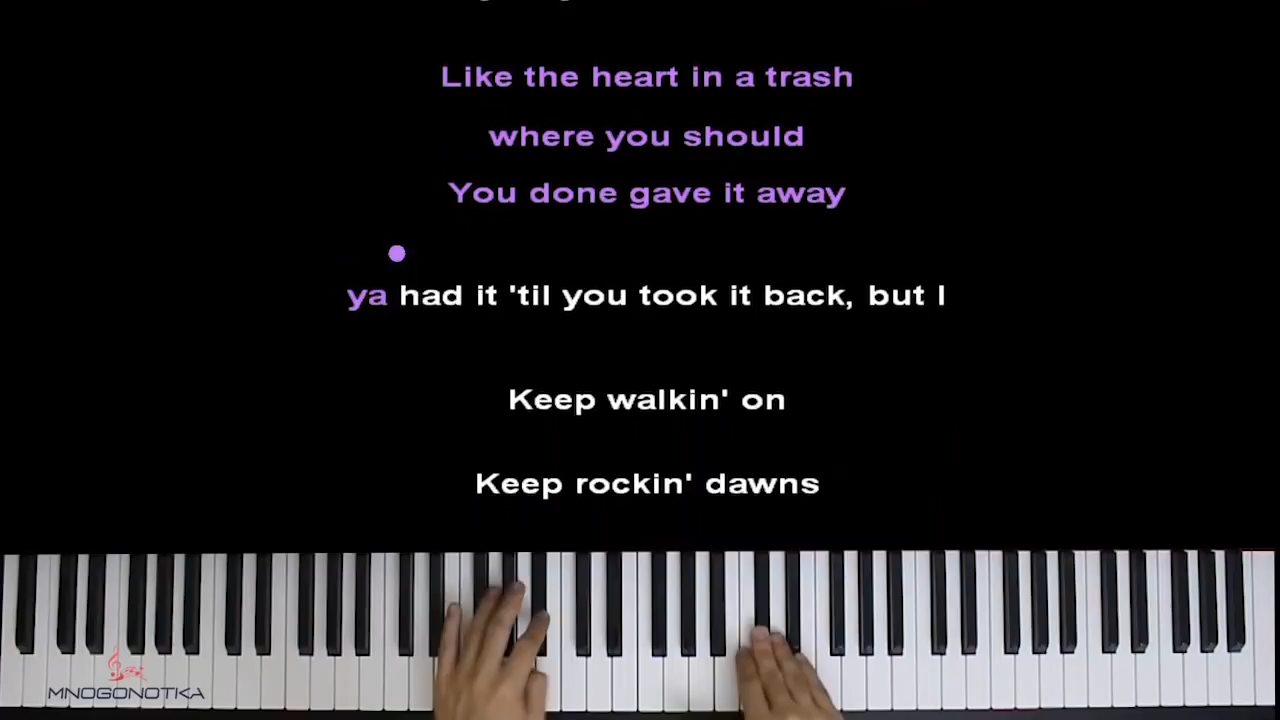 Like the heart in a trash
where you should
You done gave it away
ya had it 'til you took it back, but I
Keep walkin' on
Keep rockin' dawns
MNOGONOTKA